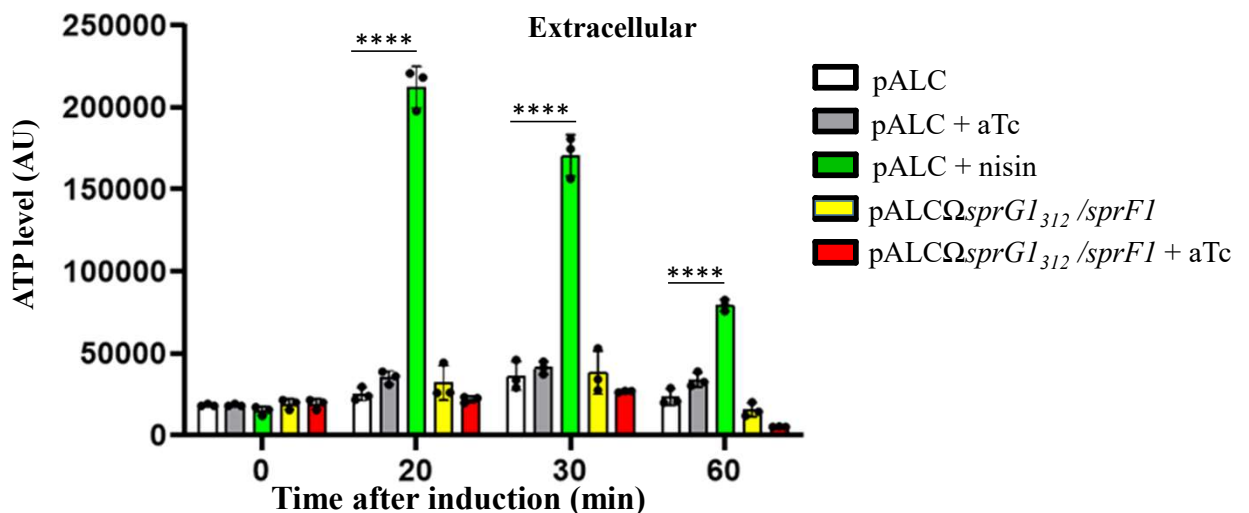 Extracellular
250000
200000
150000
100000
50000
0
ATP level (AU)
****
****
****
0 20 30 60
Time after induction (min)
pALC
pALC + aTc
pALC + nisin
pALCΩsprG1₃₁₂ /sprF1
pALCΩsprG1₃₁₂ /sprF1 + aTc